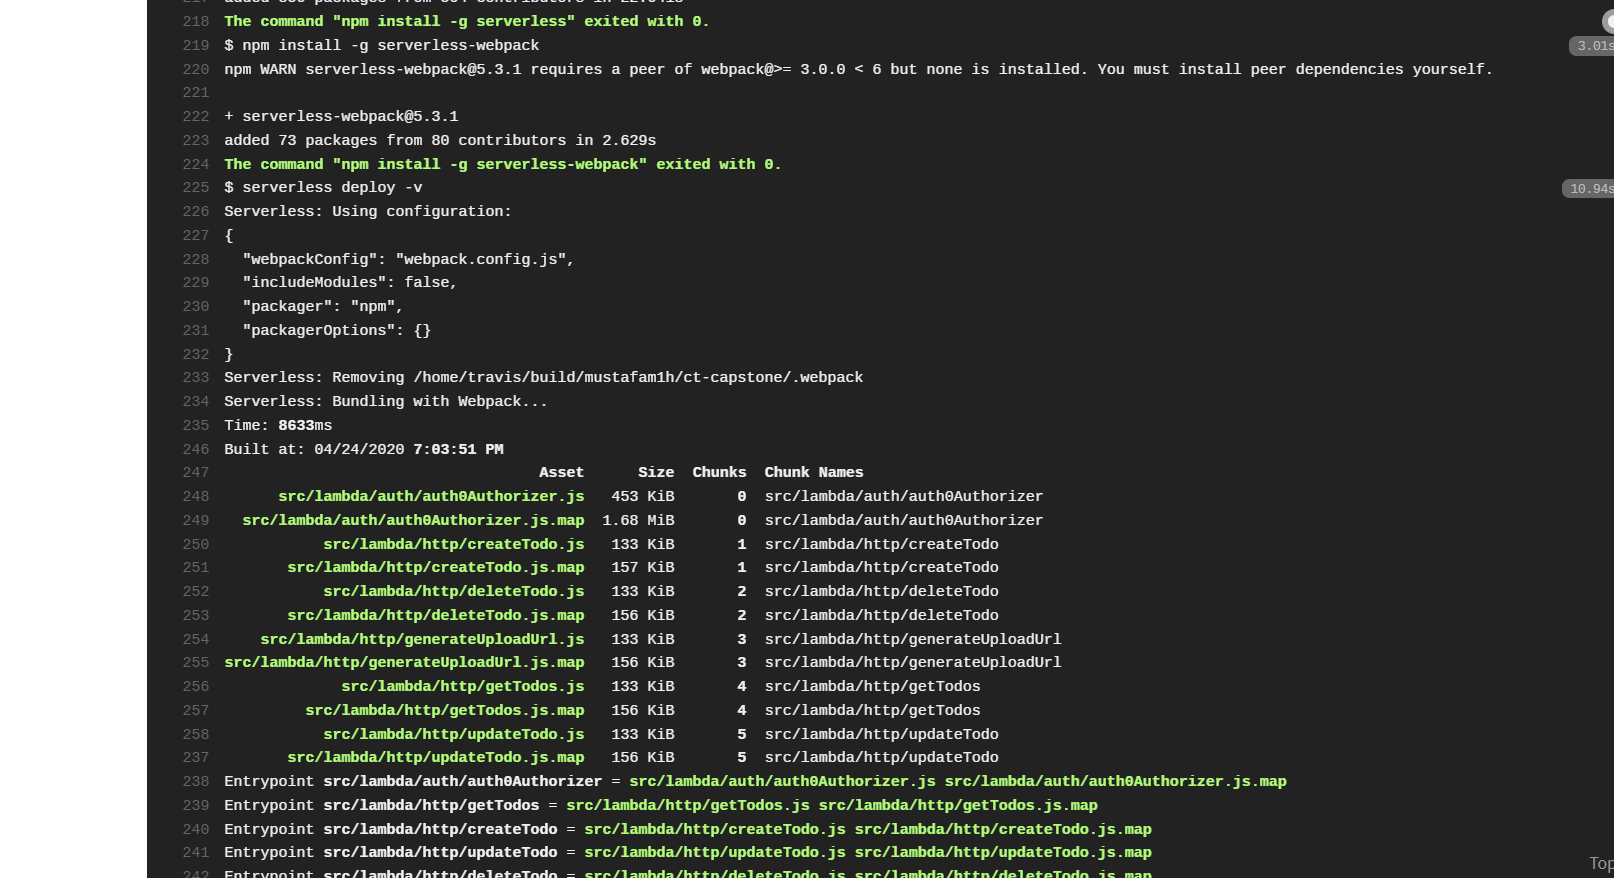 218 The command "npm install -g serverless" exited with 0.
219 $ npm install -g serverless-webpack 3.01s
220 npm WARN serverless-webpack@5.3.1 requires a peer of webpack@>= 3.0.0 < 6 but none is installed. You must install peer dependencies yourself.
221
222 + serverless-webpack@5.3.1
223 added 73 packages from 80 contributors in 2.629s
224 The command "npm install -g serverless-webpack" exited with 0.
225 $ serverless deploy -v 10.94s
226 Serverless: Using configuration:
227 {
228 "webpackConfig": "webpack.config.js",
229 "includeModules": false,
230 "packager": "npm",
231 "packagerOptions": {}
232 }
233 Serverless: Removing /home/travis/build/mustafam1h/ct-capstone/.webpack
234 Serverless: Bundling with Webpack...
235 Time: 8633ms
246 Built at: 04/24/2020 7:03:51 PM
247 Asset Size Chunks Chunk Names
248 src/lambda/auth/auth0Authorizer.js 453 KiB 0 src/lambda/auth/auth0Authorizer
249 src/lambda/auth/auth0Authorizer.js.map 1.68 MiB 0 src/lambda/auth/auth0Authorizer
250 src/lambda/http/createTodo.js 133 KiB 1 src/lambda/http/createTodo
251 src/lambda/http/createTodo.js.map 157 KiB 1 src/lambda/http/createTodo
252 src/lambda/http/deleteTodo.js 133 KiB 2 src/lambda/http/deleteTodo
253 src/lambda/http/deleteTodo.js.map 156 KiB 2 src/lambda/http/deleteTodo
254 src/lambda/http/generateUploadUrl.js 133 KiB 3 src/lambda/http/generateUploadUrl
255 src/lambda/http/generateUploadUrl.js.map 156 KiB 3 src/lambda/http/generateUploadUrl
256 src/lambda/http/getTodos.js 133 KiB 4 src/lambda/http/getTodos
257 src/lambda/http/getTodos.js.map 156 KiB 4 src/lambda/http/getTodos
258 src/lambda/http/updateTodo.js 133 KiB 5 src/lambda/http/updateTodo
237 src/lambda/http/updateTodo.js.map 156 KiB 5 src/lambda/http/updateTodo
238 Entrypoint src/lambda/auth/auth0Authorizer = src/lambda/auth/auth0Authorizer.js src/lambda/auth/auth0Authorizer.js.map
239 Entrypoint src/lambda/http/getTodos = src/lambda/http/getTodos.js src/lambda/http/getTodos.js.map
240 Entrypoint src/lambda/http/createTodo = src/lambda/http/createTodo.js src/lambda/http/createTodo.js.map
241 Entrypoint src/lambda/http/updateTodo = src/lambda/http/updateTodo.js src/lambda/http/updateTodo.js.map
242 Entrypoint src/lambda/http/deleteTodo = src/lambda/http/deleteTodo.js src/lambda/http/deleteTodo.js.map
Top